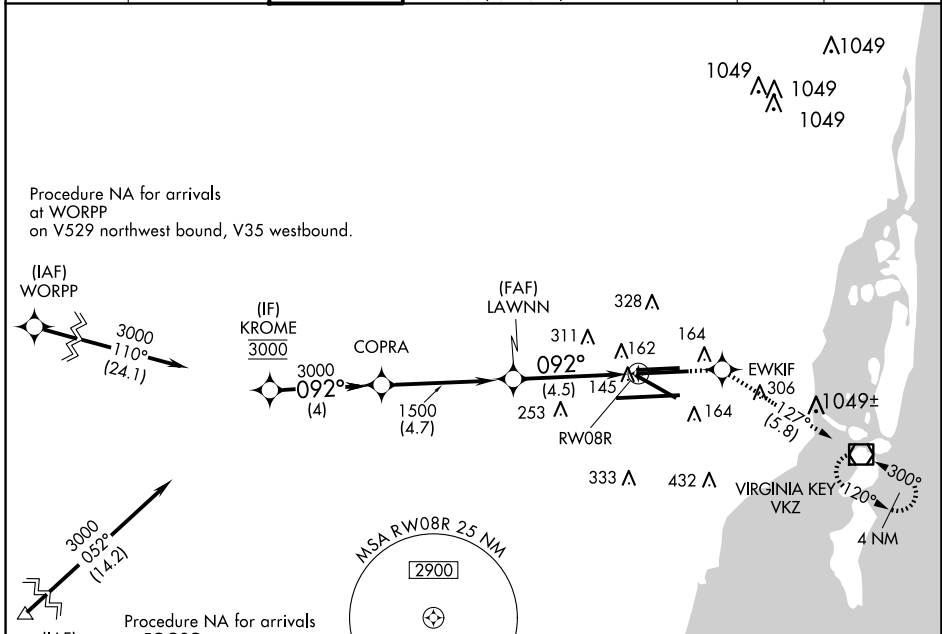 1049
1049
1049
1049
Procedure NA for arrivals
at WORPP
on V529 northwest bound, V35 westbound.
(IAF)
WORPP
3000
110°
(24.1)
(IF)
KROME
3000
3000
092°
(4)
COPRA
1500
(4.7)
(FAF)
LAWNN
328
311
092°
(4.5)
162
145
164
253
RW08R
164
EWKIF
306
127°
(5.8)
1049±
333
432
VIRGINIA KEY
VKZ
300°
120°
4 NM
3000
052°
(14.2)
MSA RW08R 25 NM
2900
Procedure NA for arrivals